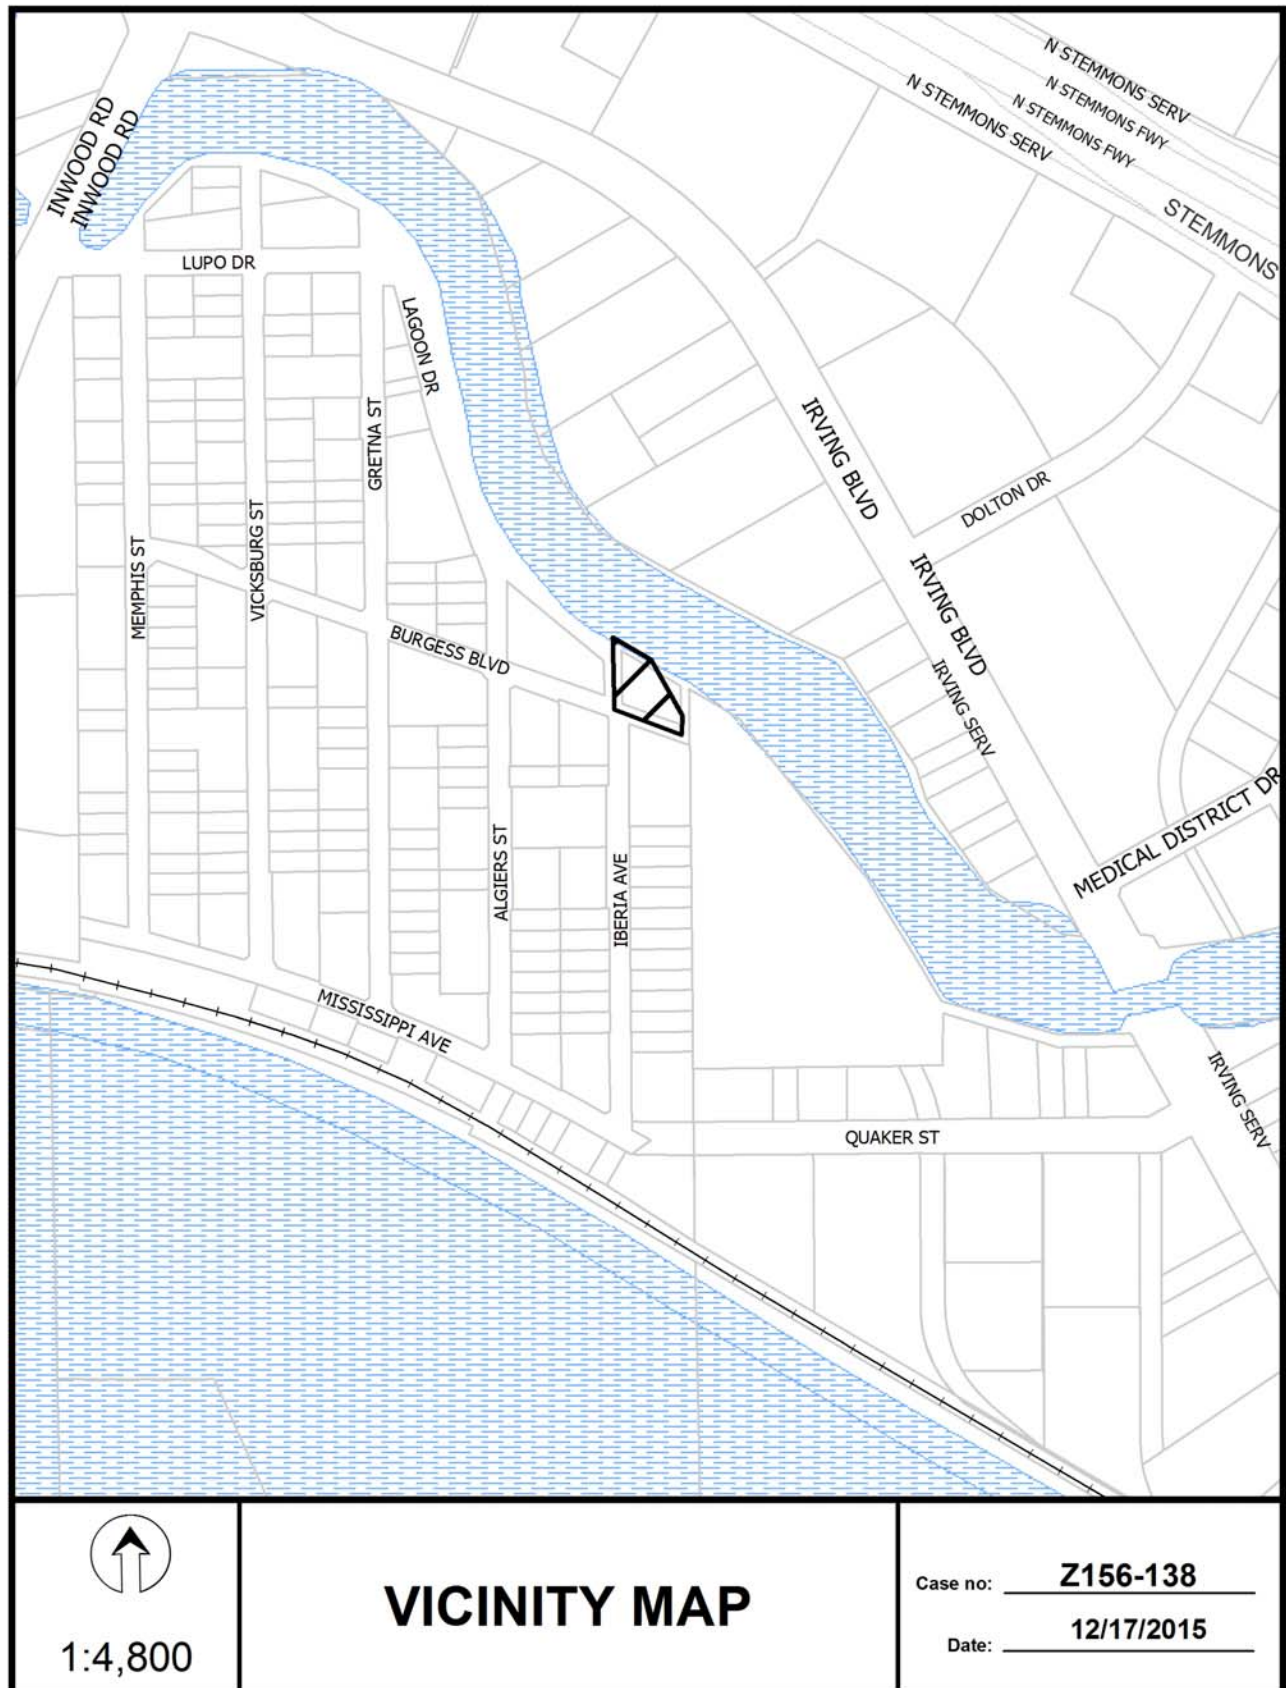 N STEMMONS SERV
N STEMMONS FWY
N STEMMONS SERV
N STEMMONS FWY
STEMMONS
INWOOD RD
INWOOD RD
LUPO DR
LAGOON DR
GRETNA ST
IRVING BLVD
DOLTON DR
VICKSBURG ST
MEMPHIS ST
BURGESS BLVD
IRVING BLVD
IRVING SERV
MEDICAL DISTRICT DR
ALGIERS ST
IBERIA AVE
MISSISSIPPI AVE
QUAKER ST
IRVING SERV
1:4,800
VICINITY MAP
Case no: Z156-138
Date: 12/17/2015